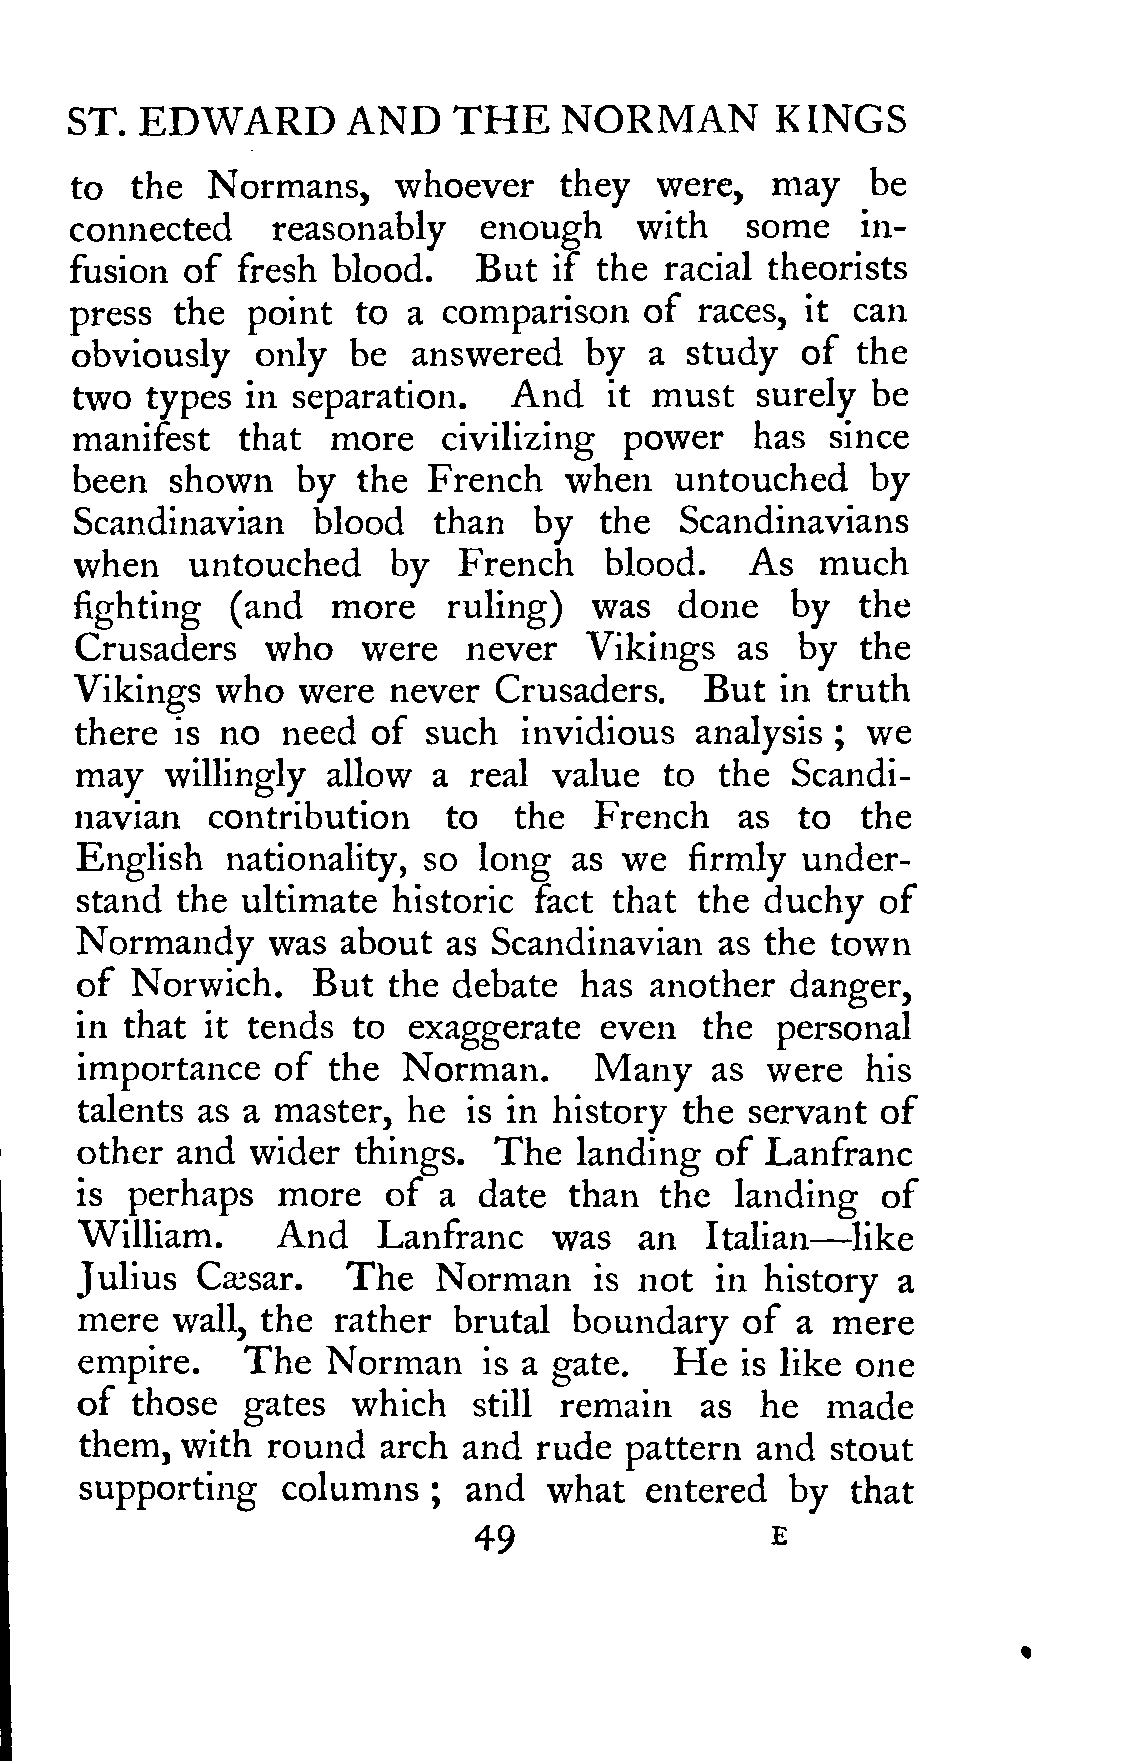 ST. EDWARD AND THE NORMAN KINGS
to the Normans, whoever they were, may be
connected reasonably enough with some in-
fusion of fresh blood. But if the racial theorists
press the point to a comparison of races, it can
obviously only be answered by a study of the
two types in separation. And it must surely be
manifest that more civilizing power has since
been shown by the French when untouched by
Scandinavian blood than by the Scandinavians
when untouched by French blood. As much
fighting (and more ruling) was done by the
Crusaders who were never Vikings as by the
Vikings who were never Crusaders. But in truth
there is no need of such invidious analysis ; we
may willingly allow a real value to the Scandi-
navian contribution to the French as to the
English nationality, so long as we firmly under-
stand the ultimate historic fact that the duchy of
Normandy was about as Scandinavian as the town
of Norwich. But the debate has another danger,
in that it tends to exaggerate even the personal
importance of the Norman. Many as were his
talents as a master, he is in history the servant of
other and wider things. The landing of Lanfranc
is perhaps more of a date than the landing of
William. And Lanfranc was an Italian—like
Julius Cæsar. The Norman is not in history a
mere wall, the rather brutal boundary of a mere
empire. The Norman is a gate. He is like one
of those gates which still remain as he made
them, with round arch and rude pattern and stout
supporting columns ; and what entered by that
49 E